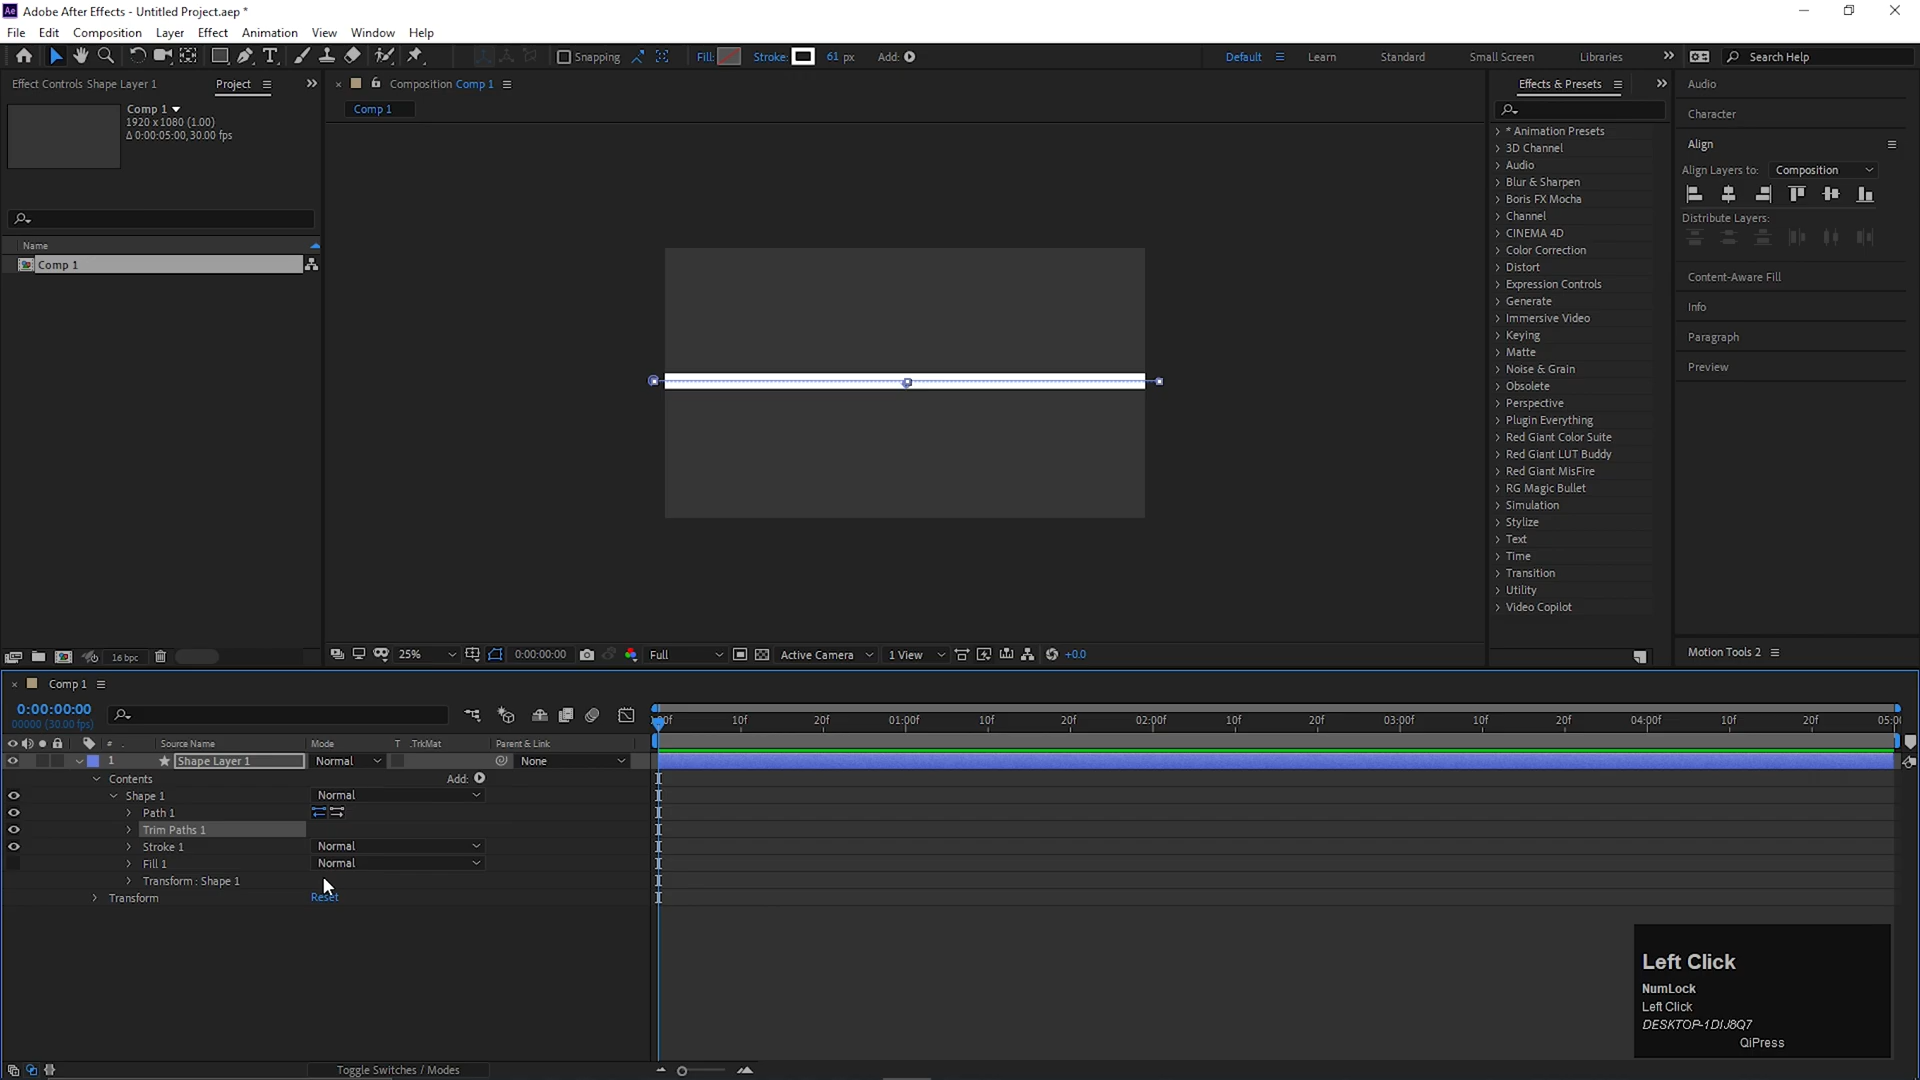 Adobe After Effects - Untitled Project.aep *
File Edit Composition Layer Effect Animation View Window Help
Snapping Fill: Stroke: 61 px Add: Default Learn Standard Small Screen Libraries Search Help
Effect Controls Shape Layer 1 Project
Composition Comp 1
Effects & Presets
Audio
Comp 1
1920 x 1080 (1.00)
Δ 0:00:05:00, 30.00 fps
Comp 1
Character
Align
Align Layers to: Composition
Distribute Layers:
Content-Aware Fill
Info
Paragraph
Preview
Name
Comp 1
* Animation Presets
3D Channel
Audio
Blur & Sharpen
Boris FX Mocha
Channel
CINEMA 4D
Color Correction
Distort
Expression Controls
Generate
Immersive Video
Keying
Matte
Noise & Grain
Obsolete
Perspective
Plugin Everything
Red Giant Color Suite
Red Giant LUT Buddy
Red Giant MisFire
RG Magic Bullet
Simulation
Stylize
Text
Time
Transition
Utility
Video Copilot
16 bpc
25% 0:00:00:00 Full Active Camera 1 View +0.0
Motion Tools 2
Comp 1
0:00:00:00
00000 (30.00 fps)
10f 20f 01:00f 10f 20f 02:00f 10f 20f 03:00f 10f 20f 04:00f 10f 20f
# Source Name Mode T .TrkMat Parent & Link
1 Shape Layer 1 Normal None
Contents Add:
Shape 1 Normal
Path 1
Trim Paths 1
Stroke 1 Normal
Fill 1 Normal
Transform : Shape 1
Transform Reset
Left Click
NumLock
Left Click
DESKTOP-1DIJ8Q7
QiPress
Toggle Switches / Modes